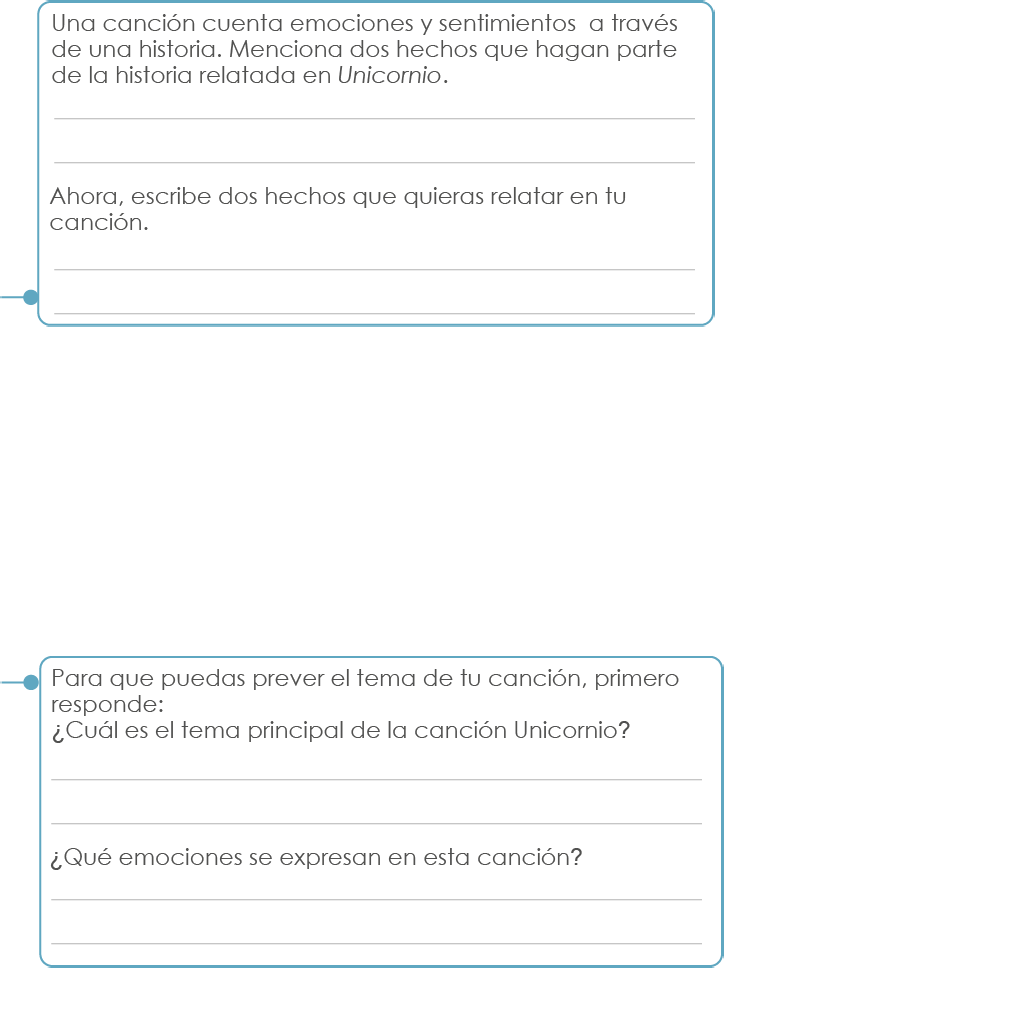 Una canción cuenta emociones y sentimientos  a través
de una historia. Menciona dos hechos que hagan parte
de la historia relatada en Unicornio.
Ahora, escribe dos hechos que quieras relatar en tu
canción.
Para que puedas prever el tema de tu canción, primero
responde:
¿Cuál es el tema principal de la canción Unicornio?
¿Qué emociones se expresan en esta canción?